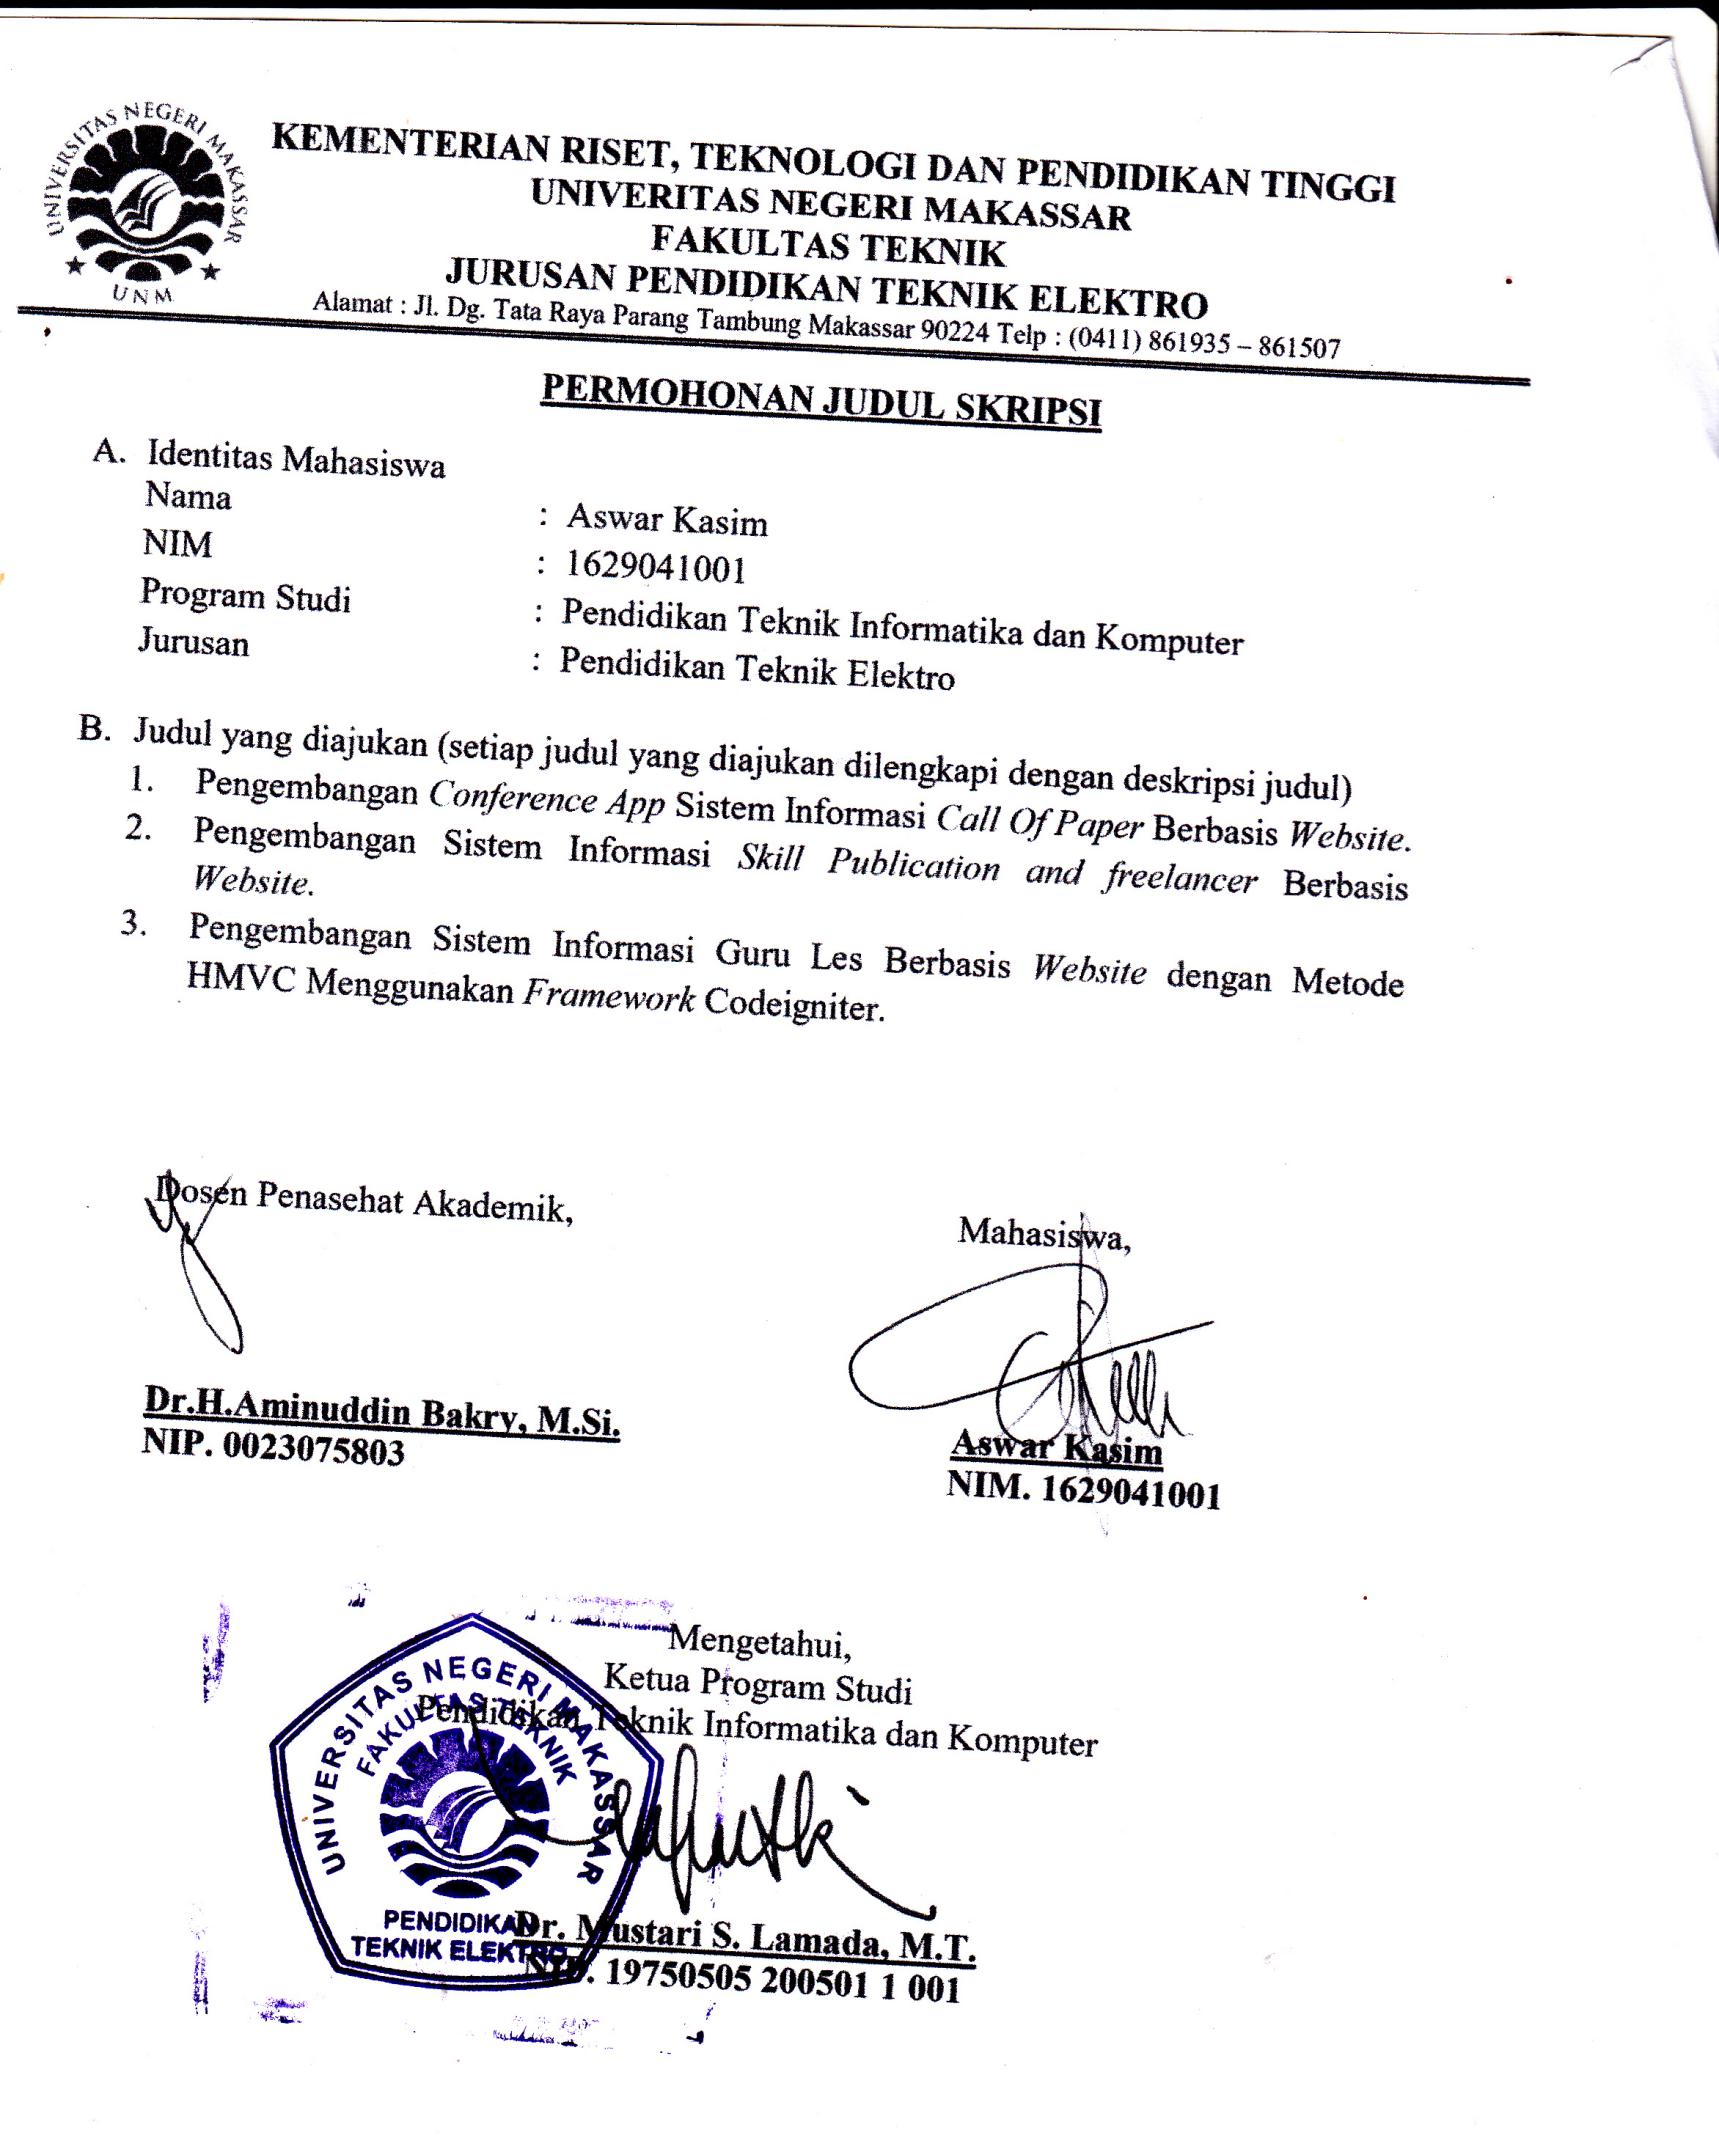 UNIVERSITAS NEGERI MAKASSAR
UNM
KEMENTERIAN RISET, TEKNOLOGI DAN PENDIDIKAN TINGGI
UNIVERITAS NEGERI MAKASSAR
FAKULTAS TEKNIK
JURUSAN PENDIDIKAN TEKNIK ELEKTRO
Alamat : Jl. Dg. Tata Raya Parang Tambung Makassar 90224 Telp : (0411) 861935 – 861507
PERMOHONAN JUDUL SKRIPSI
A. Identitas Mahasiswa
Nama : Aswar Kasim
NIM : 1629041001
Program Studi : Pendidikan Teknik Informatika dan Komputer
Jurusan : Pendidikan Teknik Elektro
B. Judul yang diajukan (setiap judul yang diajukan dilengkapi dengan deskripsi judul)
1. Pengembangan Conference App Sistem Informasi Call Of Paper Berbasis Website.
2. Pengembangan Sistem Informasi Skill Publication and freelancer Berbasis
Website.
3. Pengembangan Sistem Informasi Guru Les Berbasis Website dengan Metode
HMVC Menggunakan Framework Codeigniter.
Dosen Penasehat Akademik,
Mahasiswa,
Dr.H.Aminuddin Bakry, M.Si.
NIP. 0023075803
Aswar Kasim
NIM. 1629041001
Mengetahui,
Ketua Program Studi
Pendidikan Teknik Informatika dan Komputer
UNIVERSITAS NEGERI MAKASSAR
FAKULTAS TEKNIK
PENDIDIKAN
TEKNIK ELEKTRO
Dr. Mustari S. Lamada, M.T.
NIP. 19750505 200501 1 001